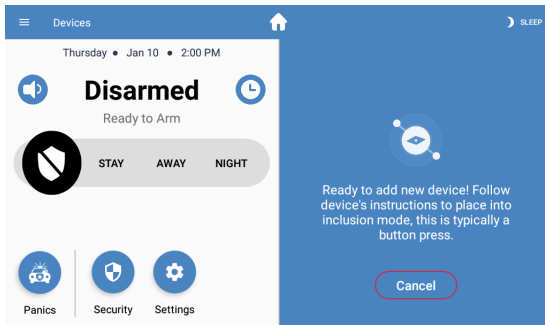 Devices
SLEEP
Thursday ● Jan 10 ● 2:00 PM
Disarmed
Ready to Arm
STAY AWAY NIGHT
Panics Security Settings
Ready to add new device! Follow
device's instructions to place into
inclusion mode, this is typically a
button press.
Cancel